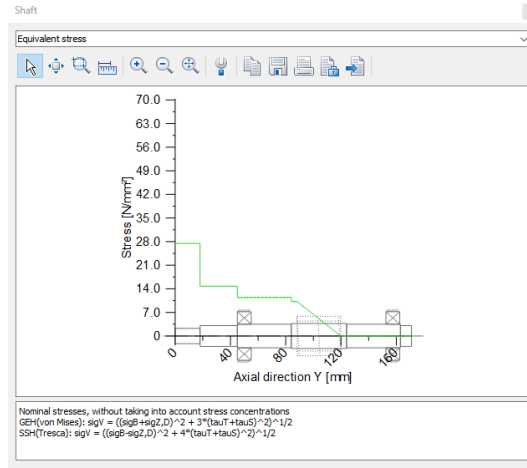 Shaft
Equivalent stress
70.0
63.0
56.0
49.0
42.0
35.0
28.0
21.0
14.0
7.0
0
Stress [N/mm²]
0
40
80
120
160
Axial direction Y [mm]
Nominal stresses, without taking into account stress concentrations
GEH(von Mises): sigV = ((sigB+sigZ,D)^2 + 3*(tauT+tauS)^2)^1/2
SSH(Tresca): sigV = ((sigB-sigZ,D)^2 + 4*(tauT+tauS)^2)^1/2